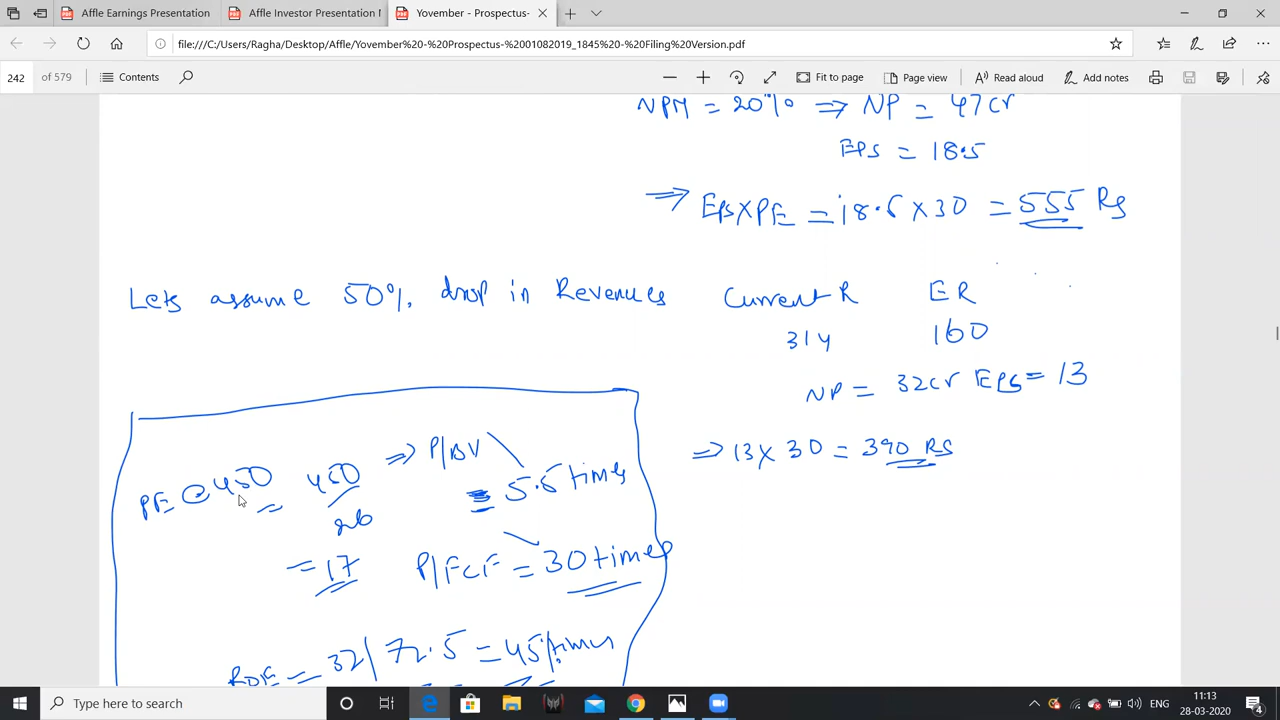 Affle Earnings Presentation
Affle Investor Presentation
Yovember - Prospectus-
file:///C:/Users/Ragha/Desktop/Affle/Yovember%20-%20Prospectus-%2001082019_1845%20-%20Filing%20Version.pdf
242 of 579 Contents Fit to page Page view Read aloud Add notes
NPM = 20% => NP = 47cr
EPS = 18.5
=> EPSXPE = 18.5 x 30 = 555 Rs
Lets assume 50% drop in Revenues Current R ER
314 160
NP = 32cr EPS = 13
=> 13 x 30 = 390 Rs
PE @ 450 = 450/26 => P/BV = 5.5 times
= 17 P/FCF = 30 times
ROE = 32/72.5 = 45% times
Type here to search
11:13
28-03-2020
4